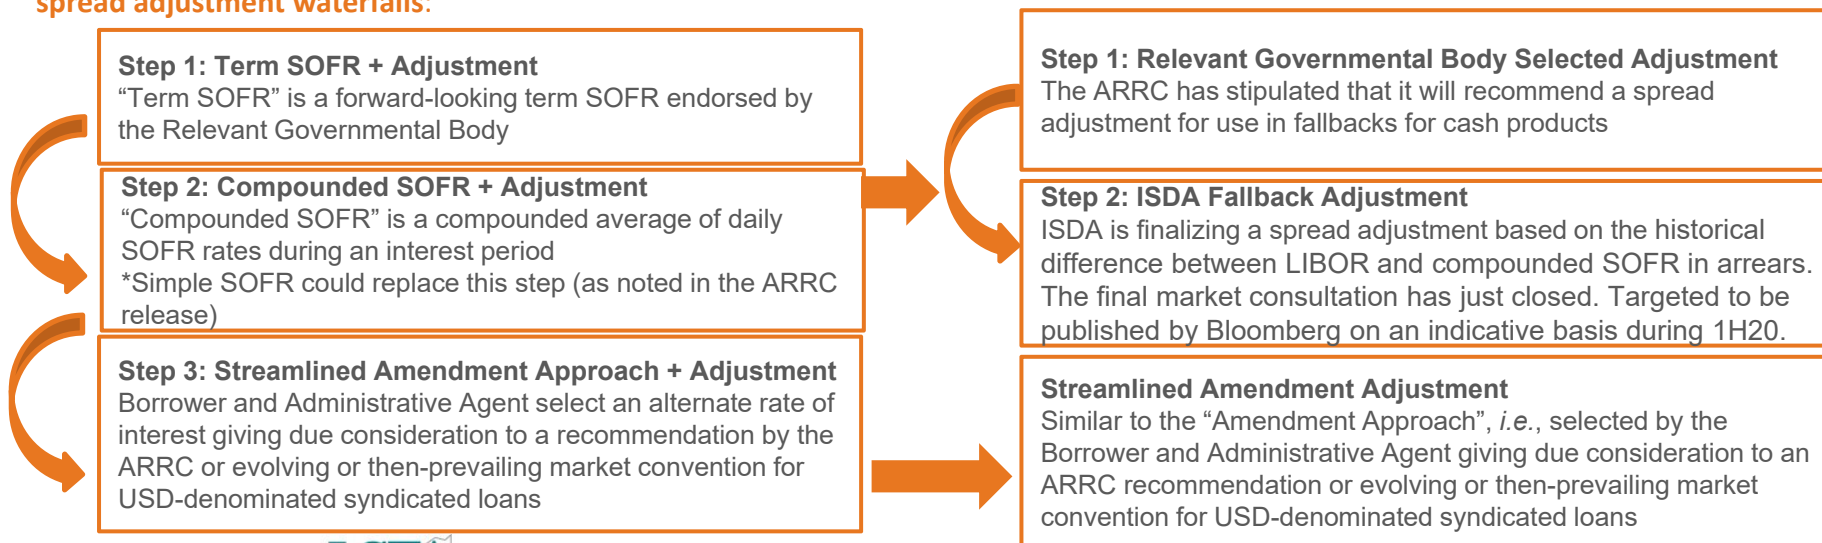 spread adjustment waterfalls:
Step 1: Term SOFR + Adjustment
“Term SOFR” is a forward-looking term SOFR endorsed by
the Relevant Governmental Body
Step 2: Compounded SOFR + Adjustment
“Compounded SOFR” is a compounded average of daily
SOFR rates during an interest period
*Simple SOFR could replace this step (as noted in the ARRC
release)
Step 3: Streamlined Amendment Approach + Adjustment
Borrower and Administrative Agent select an alternate rate of
interest giving due consideration to a recommendation by the
ARRC or evolving or then-prevailing market convention for
USD-denominated syndicated loans
Step 1: Relevant Governmental Body Selected Adjustment
The ARRC has stipulated that it will recommend a spread
adjustment for use in fallbacks for cash products
Step 2: ISDA Fallback Adjustment
ISDA is finalizing a spread adjustment based on the historical
difference between LIBOR and compounded SOFR in arrears.
The final market consultation has just closed. Targeted to be
published by Bloomberg on an indicative basis during 1H20.
Streamlined Amendment Adjustment
Similar to the “Amendment Approach”, i.e., selected by the
Borrower and Administrative Agent giving due consideration to an
ARRC recommendation or evolving or then-prevailing market
convention for USD-denominated syndicated loans